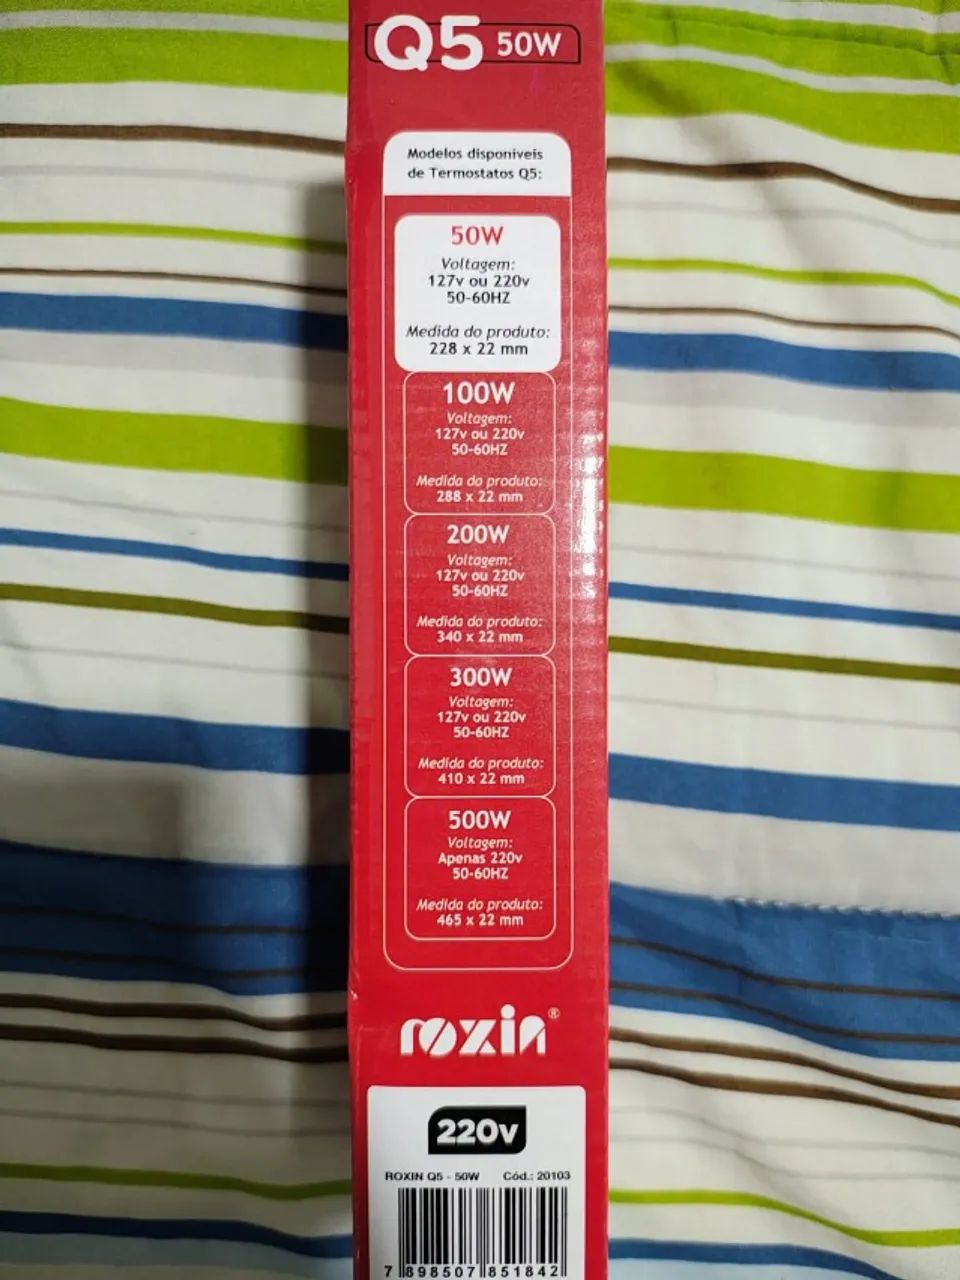 Q5 50W
Modelos disponíveis
de Termostatos Q5:
50W
Voltagem:
127v ou 220v
50-60HZ
Medida do produto:
228 x 22 mm
100W
Voltagem:
127v ou 220v
50-60HZ
Medida do produto:
288 x 22 mm
200W
Voltagem:
127v ou 220v
50-60HZ
Medida do produto:
340 x 22 mm
300W
Voltagem:
127v ou 220v
50-60HZ
Medida do produto:
410 x 22 mm
500W
Voltagem:
Apenas 220v
50-60HZ
Medida do produto:
465 x 22 mm
roxin®
220v
ROXIN Q5 - 50W Cód.: 20103
7 898507 851842